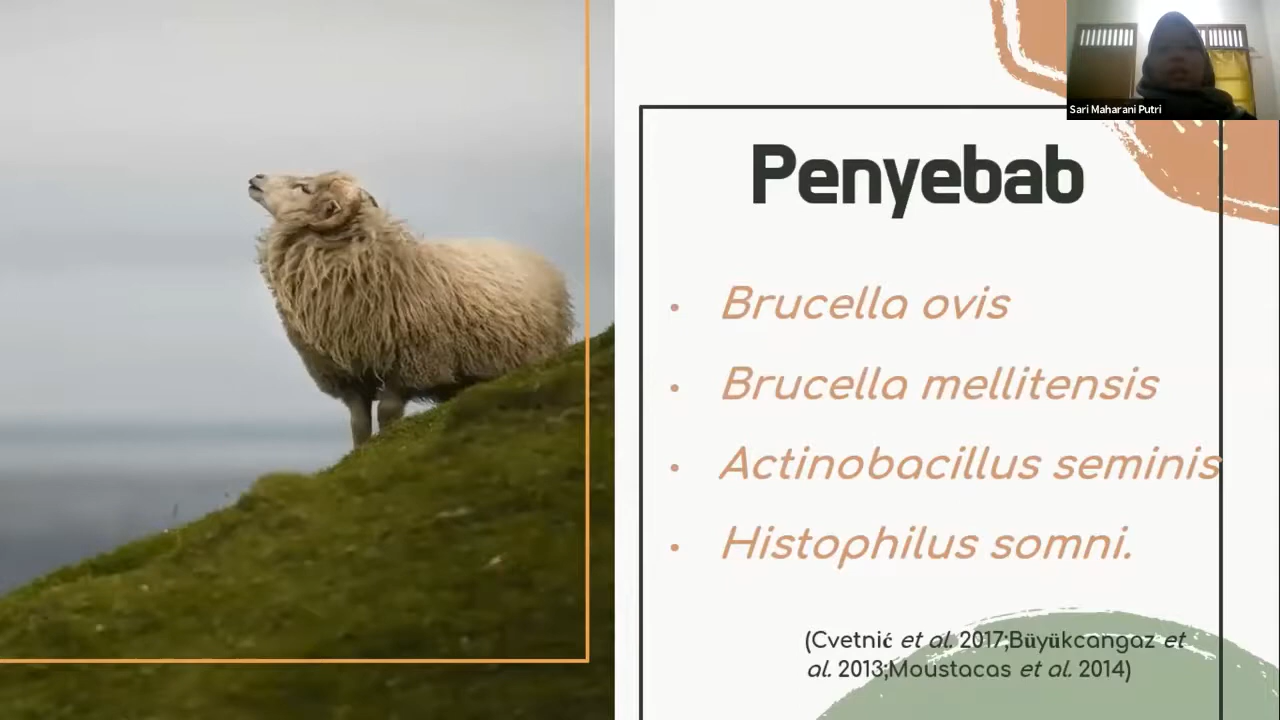 Sari Maharani Putri
Penyebab
• Brucella ovis
• Brucella mellitensis
• Actinobacillus seminis
• Histophilus somni.
(Cvetnić et al. 2017;Büyükcangaz et
al. 2013;Moustacas et al. 2014)